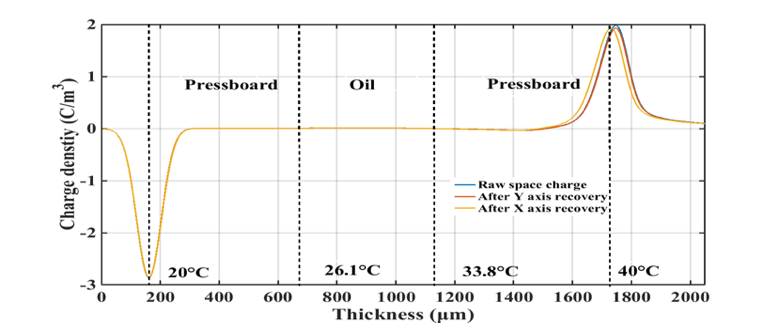 2
1
0
-1
-2
-3
Charge denstiy (C/m³)
Pressboard
Oil
Pressboard
Raw space charge
After Y axis recovery
After X axis recovery
20°C
26.1°C
33.8°C
40°C
0 200 400 600 800 1000 1200 1400 1600 1800 2000
Thickness (µm)